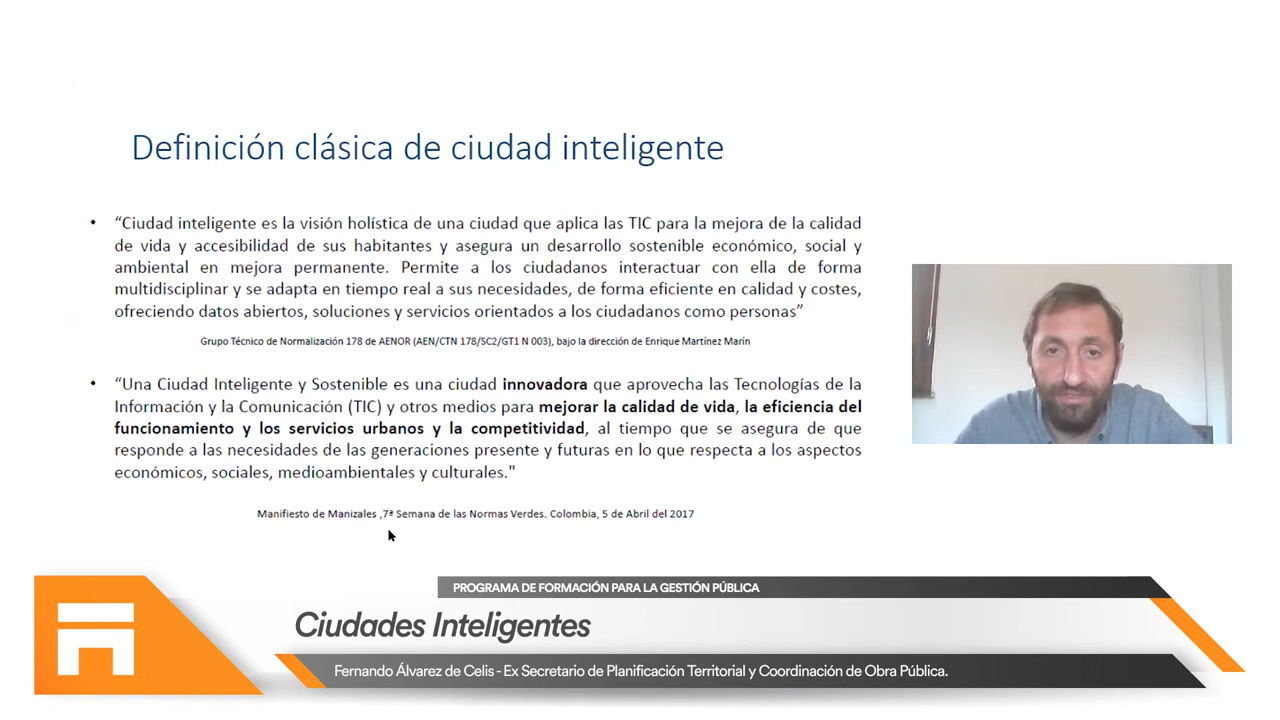 Definición clásica de ciudad inteligente
• “Ciudad inteligente es la visión holística de una ciudad que aplica las TIC para la mejora de la calidad
de vida y accesibilidad de sus habitantes y asegura un desarrollo sostenible económico, social y
ambiental en mejora permanente. Permite a los ciudadanos interactuar con ella de forma
multidisciplinar y se adapta en tiempo real a sus necesidades, de forma eficiente en calidad y costes,
ofreciendo datos abiertos, soluciones y servicios orientados a los ciudadanos como personas”
Grupo Técnico de Normalización 178 de AENOR (AEN/CTN 178/SC2/GT1 N 003), bajo la dirección de Enrique Martínez Marín
• “Una Ciudad Inteligente y Sostenible es una ciudad innovadora que aprovecha las Tecnologías de la
Información y la Comunicación (TIC) y otros medios para mejorar la calidad de vida, la eficiencia del
funcionamiento y los servicios urbanos y la competitividad, al tiempo que se asegura de que
responde a las necesidades de las generaciones presente y futuras en lo que respecta a los aspectos
económicos, sociales, medioambientales y culturales."
Manifiesto de Manizales ,7ª Semana de las Normas Verdes. Colombia, 5 de Abril del 2017
PROGRAMA DE FORMACIÓN PARA LA GESTIÓN PÚBLICA
Ciudades Inteligentes
Fernando Álvarez de Celis - Ex Secretario de Planificación Territorial y Coordinación de Obra Pública.